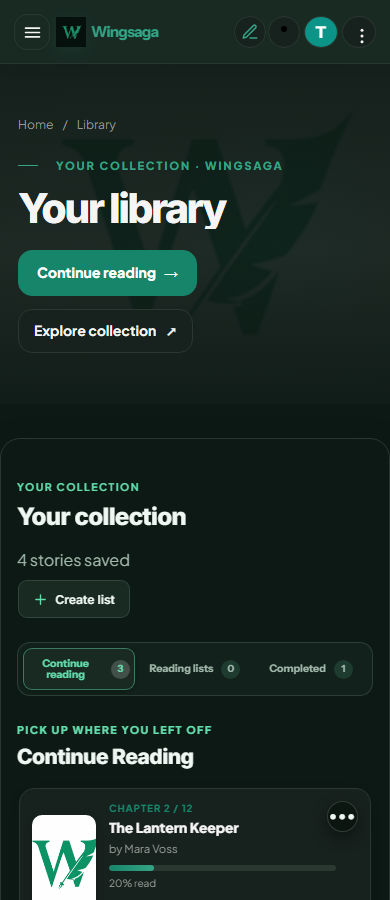 Wingsaga
T
Home / Library
YOUR COLLECTION · WINGSAGA
Your library
Continue reading →
Explore collection ↗
YOUR COLLECTION
Your collection
4 stories saved
+ Create list
Continue
reading
3
Reading lists 0
Completed 1
PICK UP WHERE YOU LEFT OFF
Continue Reading
CHAPTER 2 / 12
The Lantern Keeper
by Mara Voss
20% read